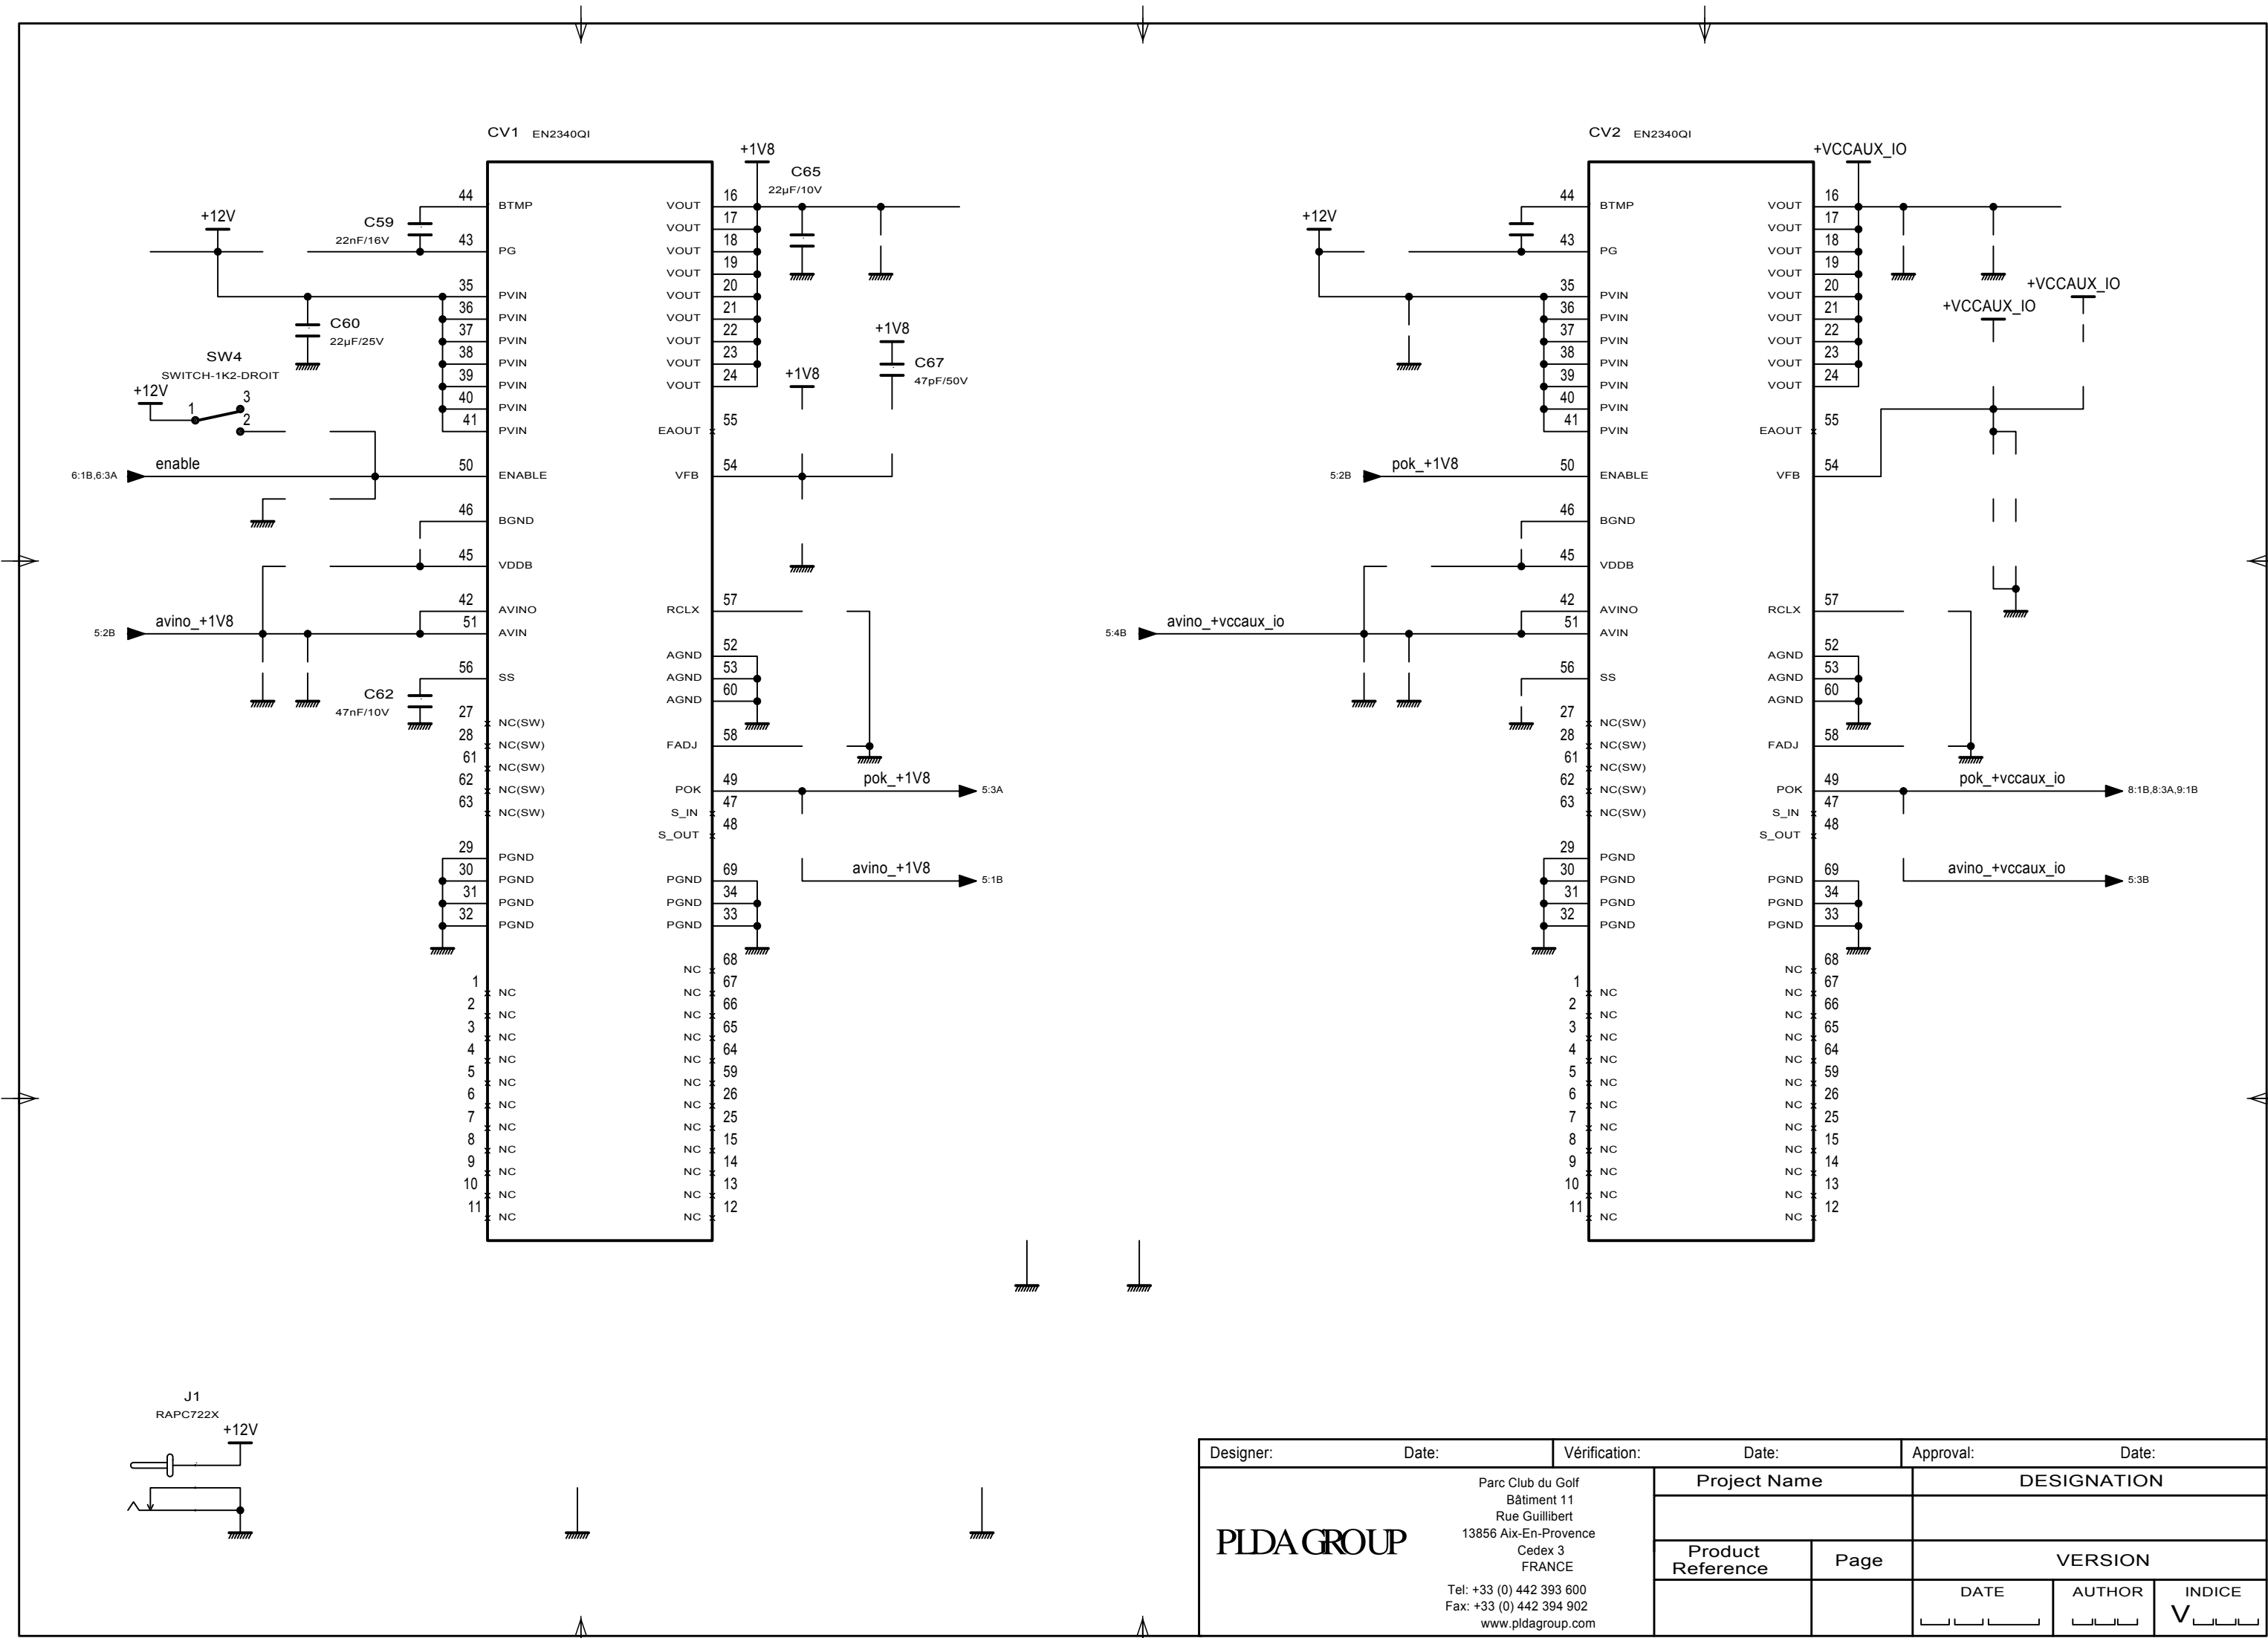 CV1 EN2340QI
+1V8
C65
22µF/10V
+12V
C59
22nF/16V
C60
22µF/25V
SW4
SWITCH-1K2-DROIT
+12V
1
3
2
6:1B,6:3A
enable
5:2B
avino_+1V8
C62
47nF/10V
44 BTMP
43 PG
35 PVIN
36 PVIN
37 PVIN
38 PVIN
39 PVIN
40 PVIN
41 PVIN
50 ENABLE
46 BGND
45 VDDB
42 AVINO
51 AVIN
56 SS
27 NC(SW)
28 NC(SW)
61 NC(SW)
62 NC(SW)
63 NC(SW)
29 PGND
30 PGND
31 PGND
32 PGND
1 NC
2 NC
3 NC
4 NC
5 NC
6 NC
7 NC
8 NC
9 NC
10 NC
11 NC
VOUT 16
VOUT 17
VOUT 18
VOUT 19
VOUT 20
VOUT 21
VOUT 22
VOUT 23
VOUT 24
EAOUT 55
VFB 54
RCLX 57
AGND 52
AGND 53
AGND 60
FADJ 58
POK 49
S_IN 47
S_OUT 48
PGND 69
PGND 34
PGND 33
NC 68
NC 67
NC 66
NC 65
NC 64
NC 59
NC 26
NC 25
NC 15
NC 14
NC 13
NC 12
+1V8
C67
47pF/50V
+1V8
pok_+1V8
5:3A
avino_+1V8
5:1B
CV2 EN2340QI
+VCCAUX_IO
+12V
+VCCAUX_IO
+VCCAUX_IO
5:2B
pok_+1V8
5:4B
avino_+vccaux_io
44 BTMP
43 PG
35 PVIN
36 PVIN
37 PVIN
38 PVIN
39 PVIN
40 PVIN
41 PVIN
50 ENABLE
46 BGND
45 VDDB
42 AVINO
51 AVIN
56 SS
27 NC(SW)
28 NC(SW)
61 NC(SW)
62 NC(SW)
63 NC(SW)
29 PGND
30 PGND
31 PGND
32 PGND
1 NC
2 NC
3 NC
4 NC
5 NC
6 NC
7 NC
8 NC
9 NC
10 NC
11 NC
VOUT 16
VOUT 17
VOUT 18
VOUT 19
VOUT 20
VOUT 21
VOUT 22
VOUT 23
VOUT 24
EAOUT 55
VFB 54
RCLX 57
AGND 52
AGND 53
AGND 60
FADJ 58
POK 49
S_IN 47
S_OUT 48
PGND 69
PGND 34
PGND 33
NC 68
NC 67
NC 66
NC 65
NC 64
NC 59
NC 26
NC 25
NC 15
NC 14
NC 13
NC 12
pok_+vccaux_io
8:1B,8:3A,9:1B
avino_+vccaux_io
5:3B
J1
RAPC722X
+12V
Designer: Date: Vérification: Date: Approval: Date:
PLDA GROUP
Parc Club du Golf
Bâtiment 11
Rue Guillibert
13856 Aix-En-Provence
Cedex 3
FRANCE
Tel: +33 (0) 442 393 600
Fax: +33 (0) 442 394 902
www.pldagroup.com
Project Name
DESIGNATION
Product
Reference
Page
VERSION
DATE
AUTHOR
INDICE
V